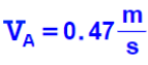 V_A = 0.47 m/s